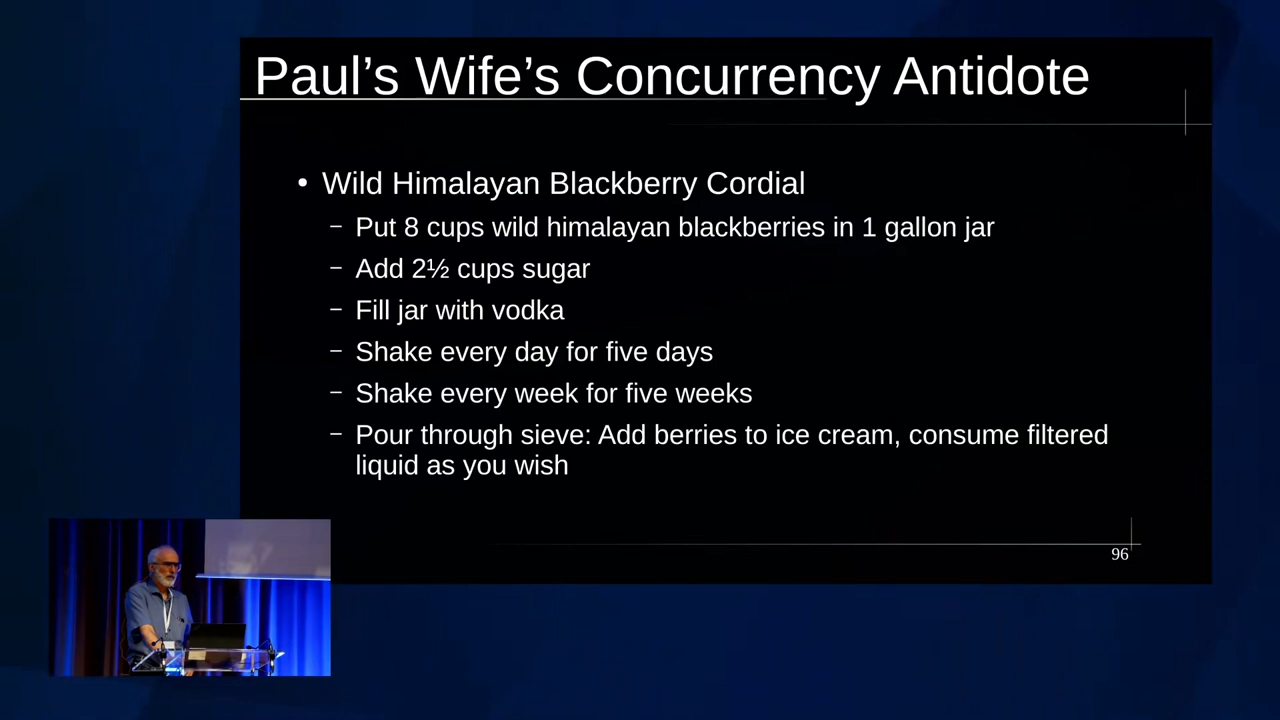 Paul’s Wife’s Concurrency Antidote
• Wild Himalayan Blackberry Cordial
– Put 8 cups wild himalayan blackberries in 1 gallon jar
– Add 2½ cups sugar
– Fill jar with vodka
– Shake every day for five days
– Shake every week for five weeks
– Pour through sieve: Add berries to ice cream, consume filtered
liquid as you wish
96